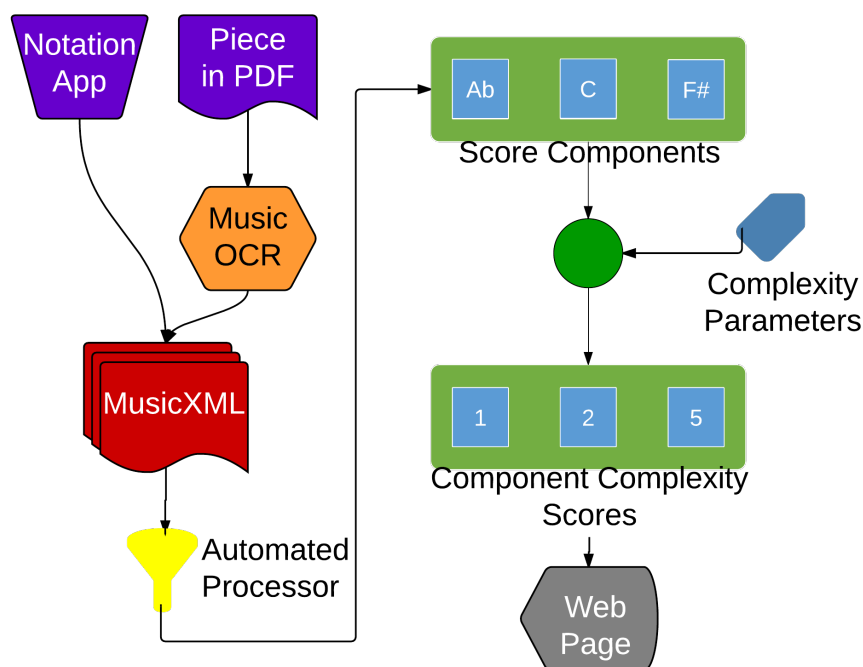 Notation
App
Piece
in PDF
Music
OCR
MusicXML
Automated
Processor
Ab
C
F#
Score Components
Complexity
Parameters
1
2
5
Component Complexity
Scores
Web
Page